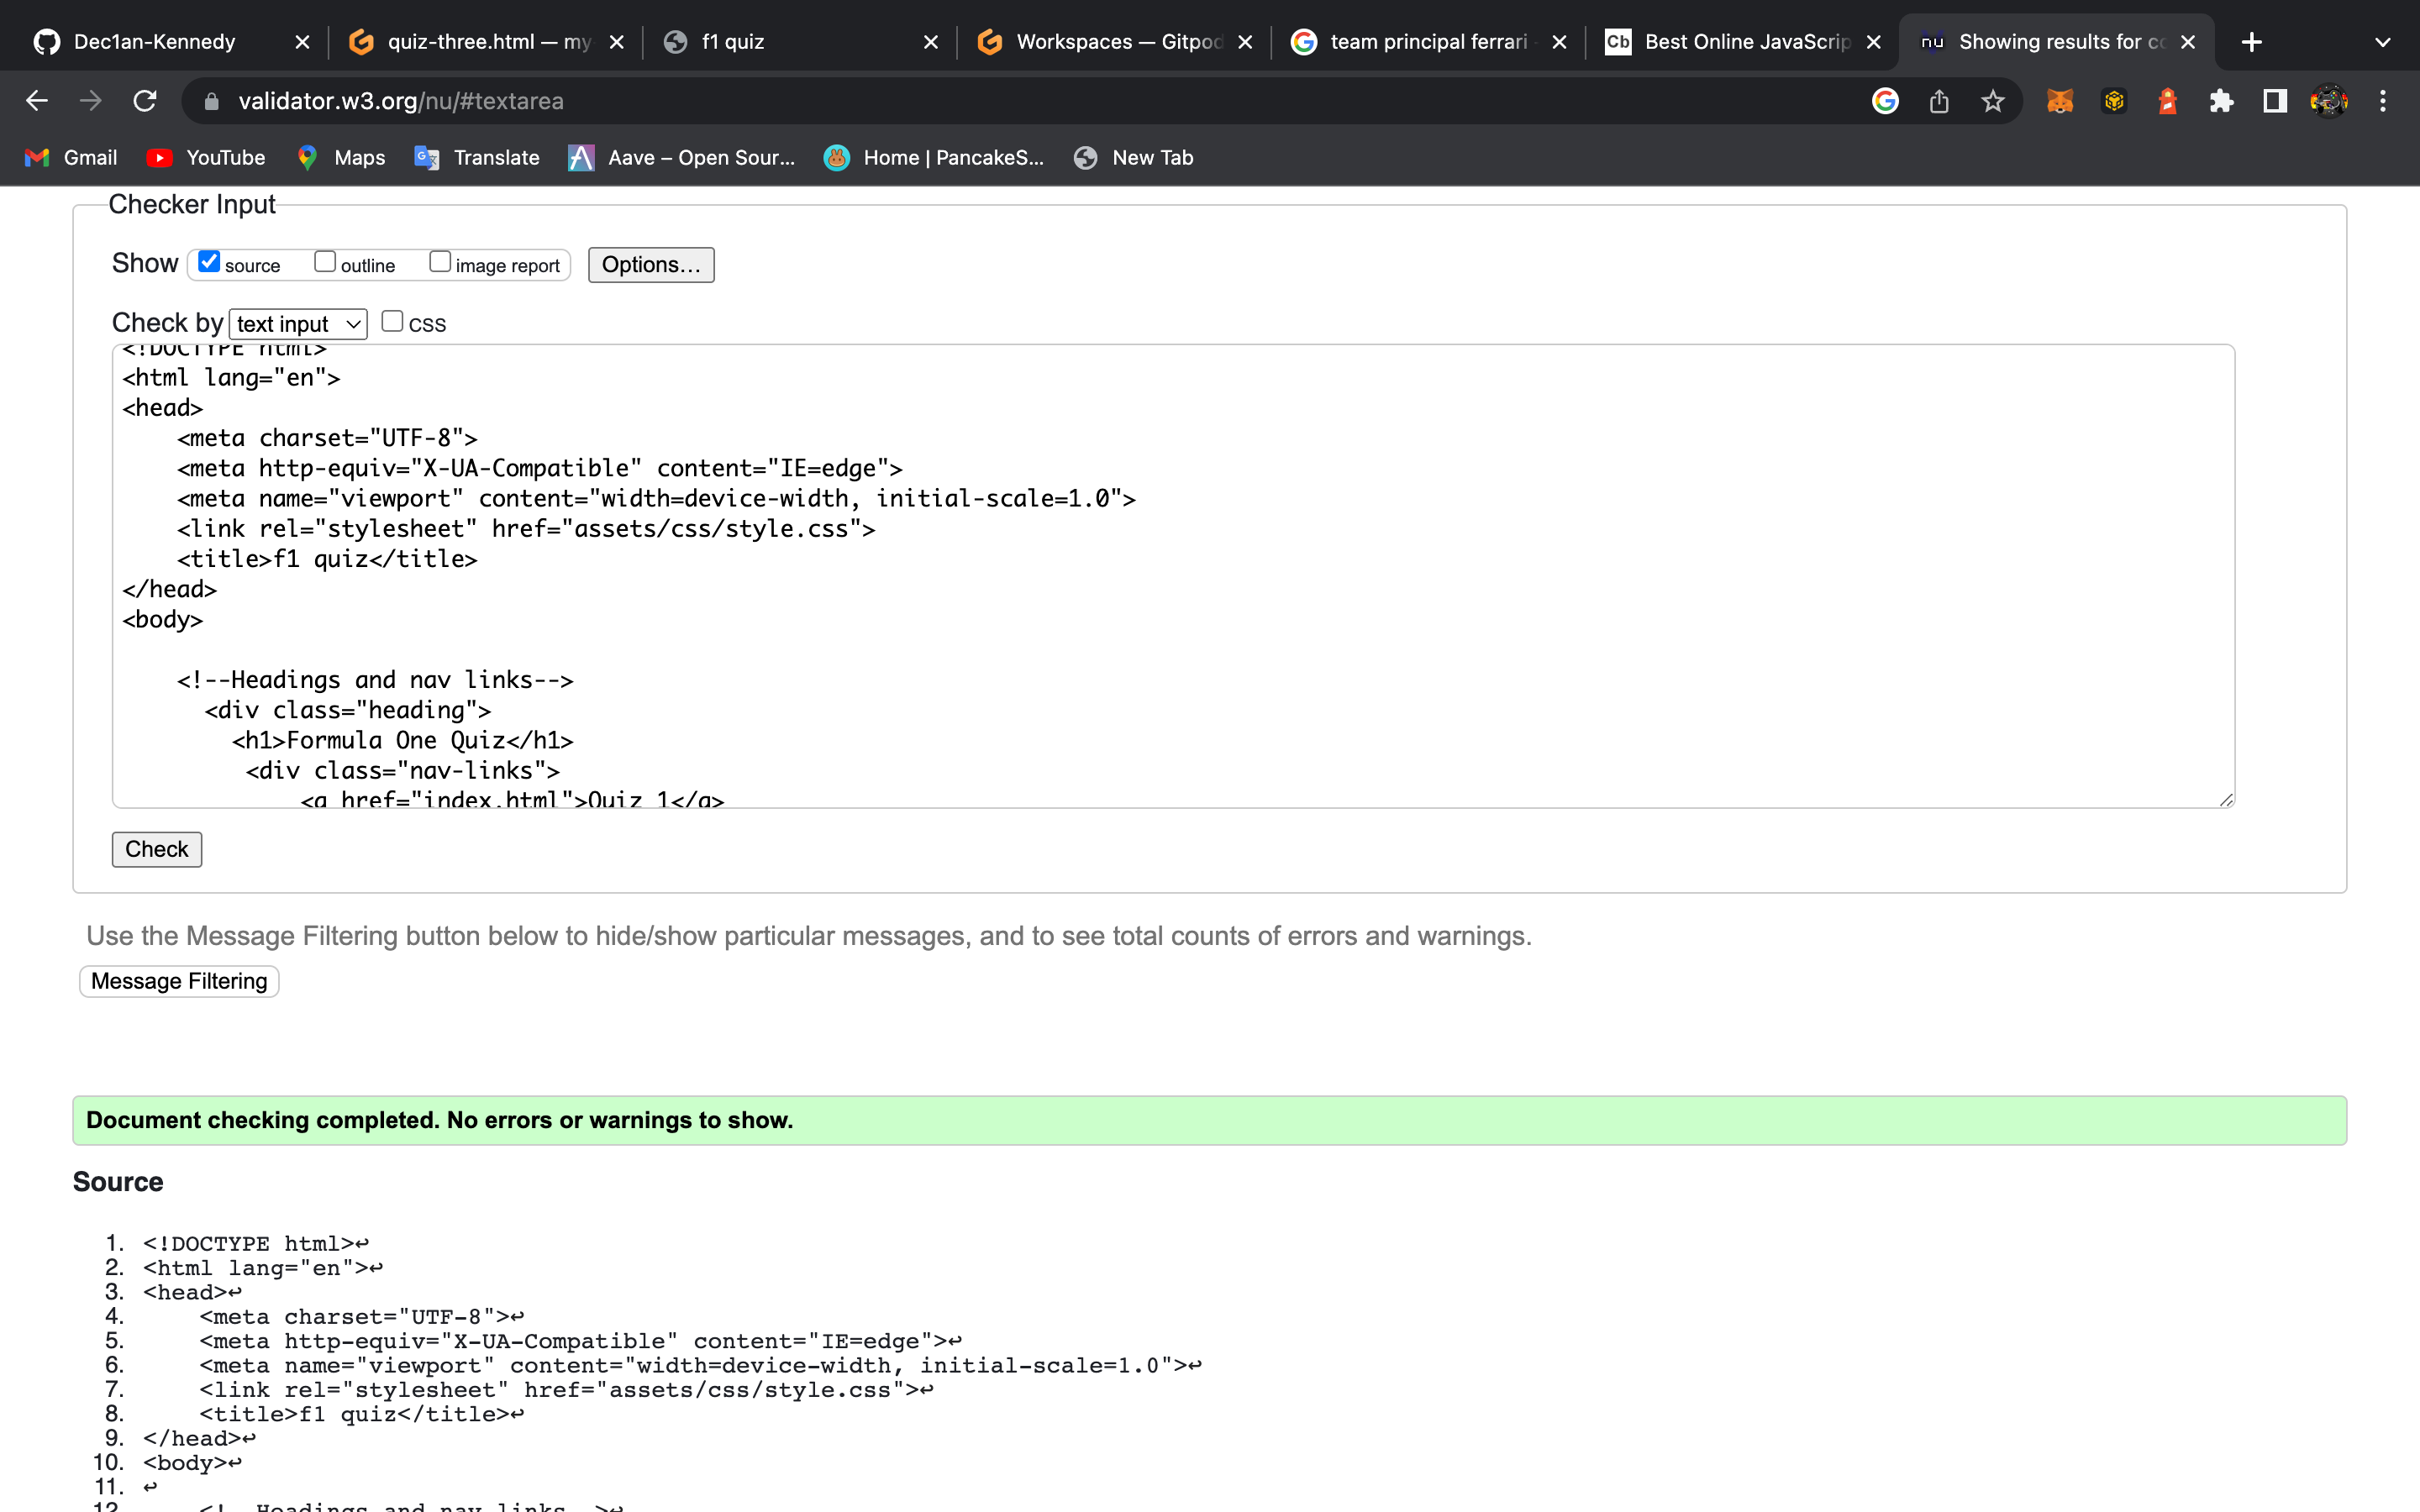 Dec1an-Kennedy
quiz-three.html — my
f1 quiz
Workspaces — Gitpod
team principal ferrari -
Cb Best Online JavaScrip
nu Showing results for co
validator.w3.org/nu/#textarea
Gmail YouTube Maps Translate Aave – Open Sour... Home | PancakeS... New Tab
Checker Input
Show source outline image report Options...
Check by text input CSS
<!DOCTYPE html>
<html lang="en">
<head>
    <meta charset="UTF-8">
    <meta http-equiv="X-UA-Compatible" content="IE=edge">
    <meta name="viewport" content="width=device-width, initial-scale=1.0">
    <link rel="stylesheet" href="assets/css/style.css">
    <title>f1 quiz</title>
</head>
<body>
    <!--Headings and nav links-->
      <div class="heading">
        <h1>Formula One Quiz</h1>
         <div class="nav-links">
             <a href="index.html">Quiz 1</a>
Check
Use the Message Filtering button below to hide/show particular messages, and to see total counts of errors and warnings.
Message Filtering
Document checking completed. No errors or warnings to show.
Source
1. <!DOCTYPE html>↩
2. <html lang="en">↩
3. <head>↩
4.     <meta charset="UTF-8">↩
5.     <meta http-equiv="X-UA-Compatible" content="IE=edge">↩
6.     <meta name="viewport" content="width=device-width, initial-scale=1.0">↩
7.     <link rel="stylesheet" href="assets/css/style.css">↩
8.     <title>f1 quiz</title>↩
9. </head>↩
10. <body>↩
11. ↩
12.     <!--Headings and nav links-->↩